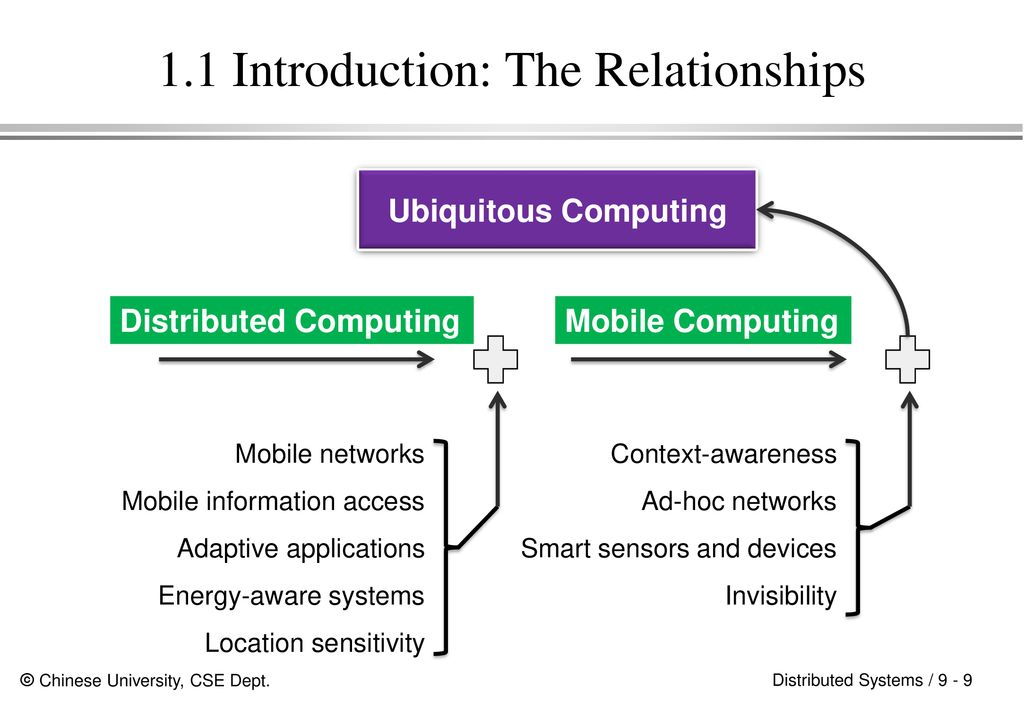 1.1 Introduction: The Relationships
Ubiquitous Computing
Distributed Computing
Mobile Computing
Mobile networks
Mobile information access
Adaptive applications
Energy-aware systems
Location sensitivity
Context-awareness
Ad-hoc networks
Smart sensors and devices
Invisibility
© Chinese University, CSE Dept.
Distributed Systems / 9 - 9